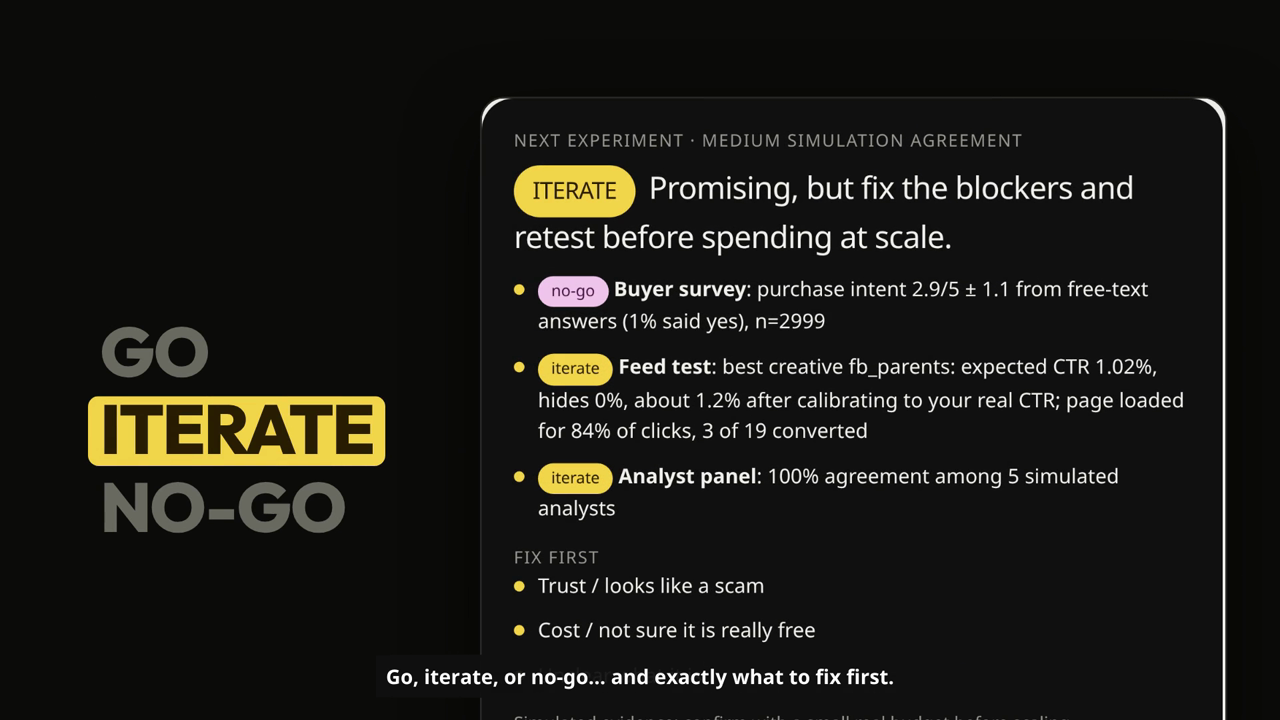 GO
ITERATE
NO-GO
NEXT EXPERIMENT · MEDIUM SIMULATION AGREEMENT
ITERATE Promising, but fix the blockers and
retest before spending at scale.
no-go Buyer survey: purchase intent 2.9/5 ± 1.1 from free-text
answers (1% said yes), n=2999
iterate Feed test: best creative fb_parents: expected CTR 1.02%,
hides 0%, about 1.2% after calibrating to your real CTR; page loaded
for 84% of clicks, 3 of 19 converted
iterate Analyst panel: 100% agreement among 5 simulated
analysts
FIX FIRST
Trust / looks like a scam
Cost / not sure it is really free
Go, iterate, or no-go... and exactly what to fix first.